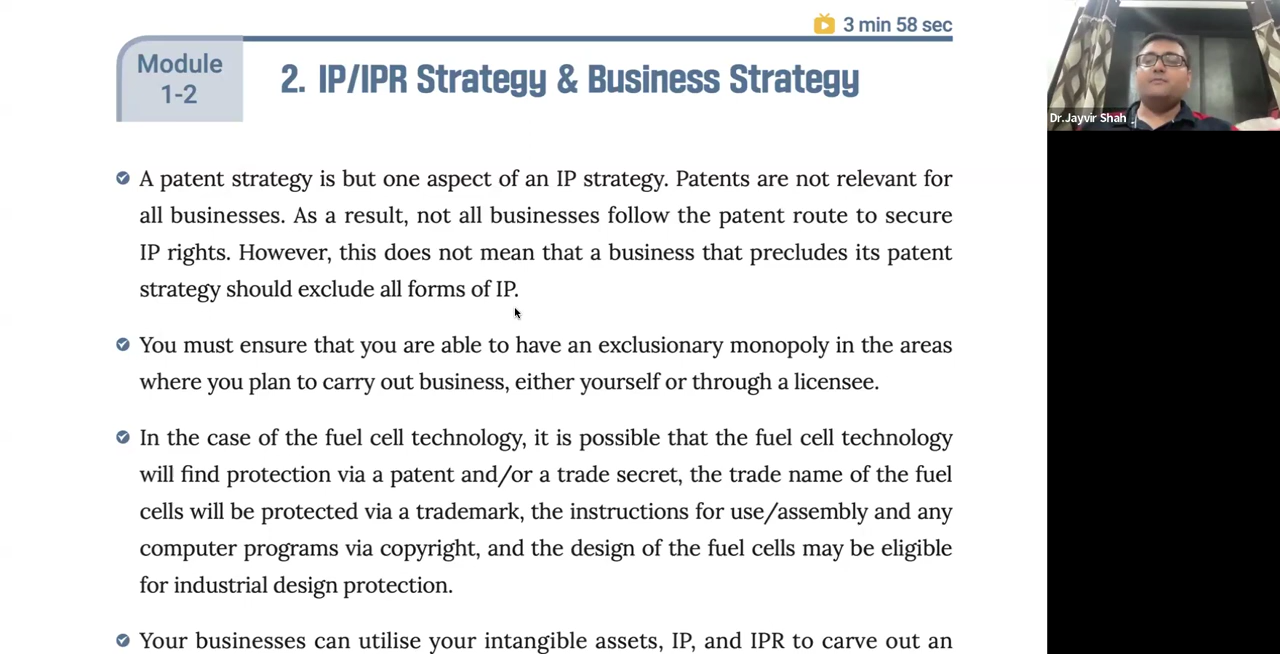 3 min 58 sec
Module
1-2
2. IP/IPR Strategy & Business Strategy
A patent strategy is but one aspect of an IP strategy. Patents are not relevant for
all businesses. As a result, not all businesses follow the patent route to secure
IP rights. However, this does not mean that a business that precludes its patent
strategy should exclude all forms of IP.
You must ensure that you are able to have an exclusionary monopoly in the areas
where you plan to carry out business, either yourself or through a licensee.
In the case of the fuel cell technology, it is possible that the fuel cell technology
will find protection via a patent and/or a trade secret, the trade name of the fuel
cells will be protected via a trademark, the instructions for use/assembly and any
computer programs via copyright, and the design of the fuel cells may be eligible
for industrial design protection.
Your businesses can utilise your intangible assets, IP, and IPR to carve out an
Dr.Jayvir Shah